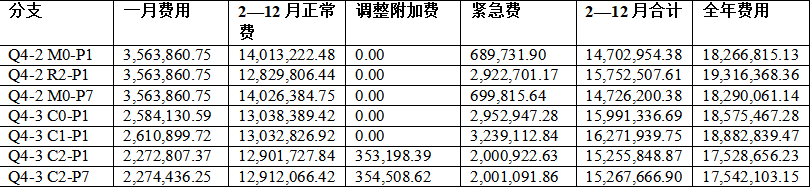 分支 一月费用 2—12月正常费 调整附加费 紧急费 2—12月合计 全年费用
Q4-2 M0-P1 3,563,860.75 14,013,222.48 0.00 689,731.90 14,702,954.38 18,266,815.13
Q4-2 R2-P1 3,563,860.75 12,829,806.44 0.00 2,922,701.17 15,752,507.61 19,316,368.36
Q4-2 M0-P7 3,563,860.75 14,026,384.75 0.00 699,815.64 14,726,200.38 18,290,061.14
Q4-3 C0-P1 2,584,130.59 13,038,389.42 0.00 2,952,947.28 15,991,336.69 18,575,467.28
Q4-3 C1-P1 2,610,899.72 13,032,826.92 0.00 3,239,112.84 16,271,939.75 18,882,839.47
Q4-3 C2-P1 2,272,807.37 12,901,727.84 353,198.39 2,000,922.63 15,255,848.87 17,528,656.23
Q4-3 C2-P7 2,274,436.25 12,912,066.42 354,508.62 2,001,091.86 15,267,666.90 17,542,103.15